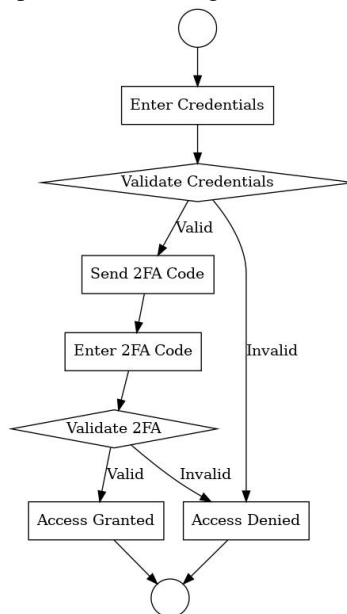 Enter Credentials
Validate Credentials
Valid
Send 2FA Code
Enter 2FA Code
Invalid
Validate 2FA
Valid
Invalid
Access Granted
Access Denied